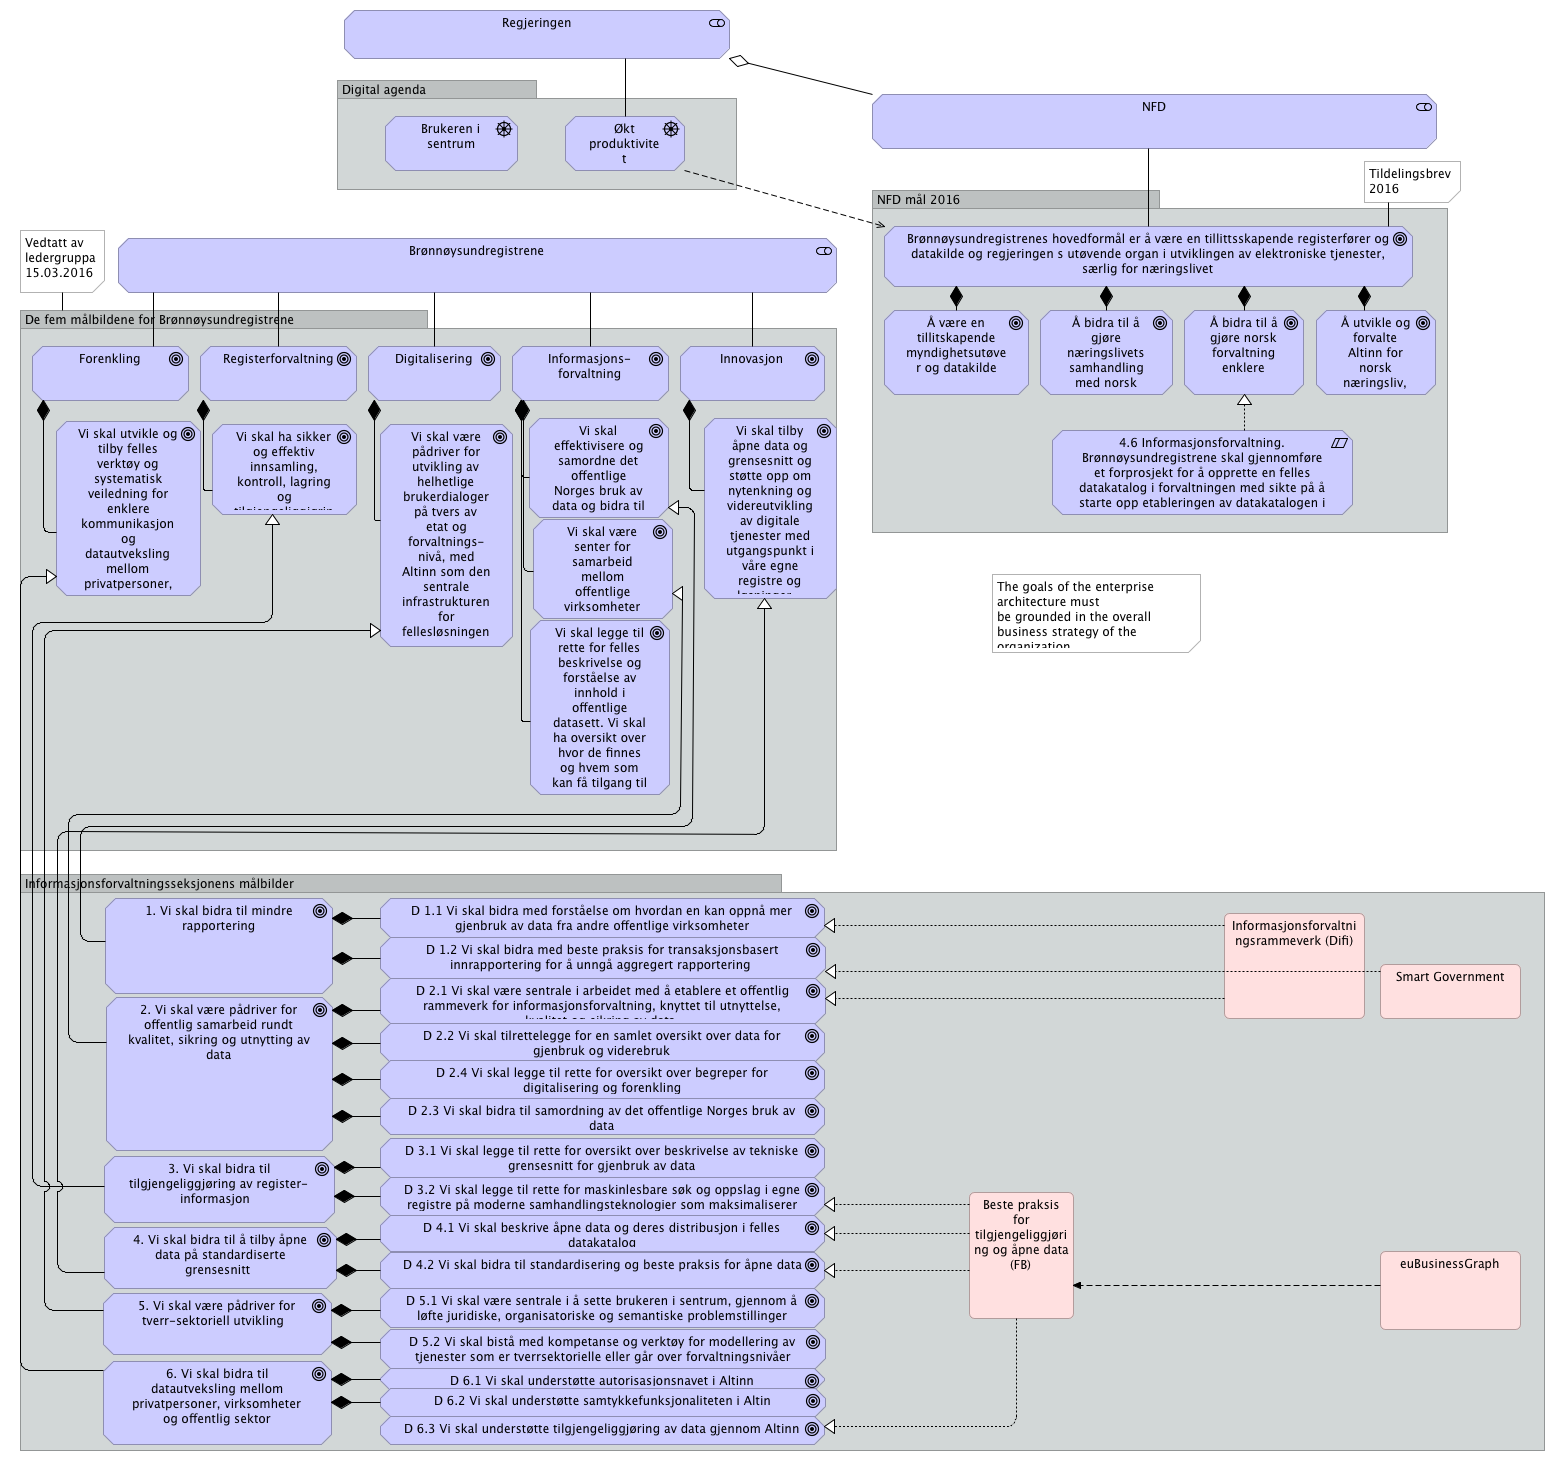 Regjeringen
Digital agenda
Brukeren i
sentrum
Økt
produktivite
t
NFD
Tildelingsbrev
2016
NFD mål 2016
Brønnøysundregistrenes hovedformål er å være en tillittsskapende registerfører og
datakilde og regjeringen s utøvende organ i utviklingen av elektroniske tjenester,
særlig for næringslivet
Å være en
tillitskapende
myndighetsutøve
r og datakilde
Å bidra til å
gjøre
næringslivets
samhandling
med norsk
Å bidra til å
gjøre norsk
forvaltning
enklere
Å utvikle og
forvalte
Altinn for
norsk
næringsliv,
4.6 Informasjonsforvaltning.
Brønnøysundregistrene skal gjennomføre
et forprosjekt for å opprette en felles
datakatalog i forvaltningen med sikte på å
starte opp etableringen av datakatalogen i
The goals of the enterprise
architecture must
be grounded in the overall
business strategy of the
organization
Vedtatt av
ledergruppa
15.03.2016
Brønnøysundregistrene
De fem målbildene for Brønnøysundregistrene
Forenkling
Registerforvaltning
Digitalisering
Informasjons-
forvaltning
Innovasjon
Vi skal utvikle og
tilby felles
verktøy og
systematisk
veiledning for
enklere
kommunikasjon
og
datautveksling
mellom
privatpersoner,
Vi skal ha sikker
og effektiv
innsamling,
kontroll, lagring
og
Vi skal være
pådriver for
utvikling av
helhetlige
brukerdialoger
på tvers av
etat og
forvaltnings-
nivå, med
Altinn som den
sentrale
infrastrukturen
for
fellesløsningen
Vi skal
effektivisere og
samordne det
offentlige
Norges bruk av
data og bidra til
Vi skal være
senter for
samarbeid
mellom
offentlige
virksomheter
Vi skal legge til
rette for felles
beskrivelse og
forståelse av
innhold i
offentlige
datasett. Vi skal
ha oversikt over
hvor de finnes
og hvem som
kan få tilgang til
Vi skal tilby
åpne data og
grensesnitt og
støtte opp om
nytenkning og
videreutvikling
av digitale
tjenester med
utgangspunkt i
våre egne
registre og
Informasjonsforvaltningsseksjonens målbilder
1. Vi skal bidra til mindre
rapportering
2. Vi skal være pådriver for
offentlig samarbeid rundt
kvalitet, sikring og utnytting av
data
3. Vi skal bidra til
tilgjengeliggjøring av register-
informasjon
4. Vi skal bidra til å tilby åpne
data på standardiserte
grensesnitt
5. Vi skal være pådriver for
tverr-sektoriell utvikling
6. Vi skal bidra til
datautveksling mellom
privatpersoner, virksomheter
og offentlig sektor
D 1.1 Vi skal bidra med forståelse om hvordan en kan oppnå mer
gjenbruk av data fra andre offentlige virksomheter
D 1.2 Vi skal bidra med beste praksis for transaksjonsbasert
innrapportering for å unngå aggregert rapportering
D 2.1 Vi skal være sentrale i arbeidet med å etablere et offentlig
rammeverk for informasjonsforvaltning, knyttet til utnyttelse,
kvalitet og sikring av data
D 2.2 Vi skal tilrettelegge for en samlet oversikt over data for
gjenbruk og viderebruk
D 2.4 Vi skal legge til rette for oversikt over begreper for
digitalisering og forenkling
D 2.3 Vi skal bidra til samordning av det offentlige Norges bruk av
data
D 3.1 Vi skal legge til rette for oversikt over beskrivelse av tekniske
grensesnitt for gjenbruk av data
D 3.2 Vi skal legge til rette for maskinlesbare søk og oppslag i egne
registre på moderne samhandlingsteknologier som maksimaliserer
D 4.1 Vi skal beskrive åpne data og deres distribusjon i felles
datakatalog
D 4.2 Vi skal bidra til standardisering og beste praksis for åpne data
D 5.1 Vi skal være sentrale i å sette brukeren i sentrum, gjennom å
løfte juridiske, organisatoriske og semantiske problemstillinger
D 5.2 Vi skal bistå med kompetanse og verktøy for modellering av
tjenester som er tverrsektorielle eller går over forvaltningsnivåer
D 6.1 Vi skal understøtte autorisasjonsnavet i Altinn
D 6.2 Vi skal understøtte samtykkefunksjonaliteten i Altin
D 6.3 Vi skal understøtte tilgjengeliggjøring av data gjennom Altinn
Informasjonsforvaltni
ngsrammeverk (Difi)
Smart Government
Beste praksis
for
tilgjengeliggjøri
ng og åpne data
(FB)
euBusinessGraph